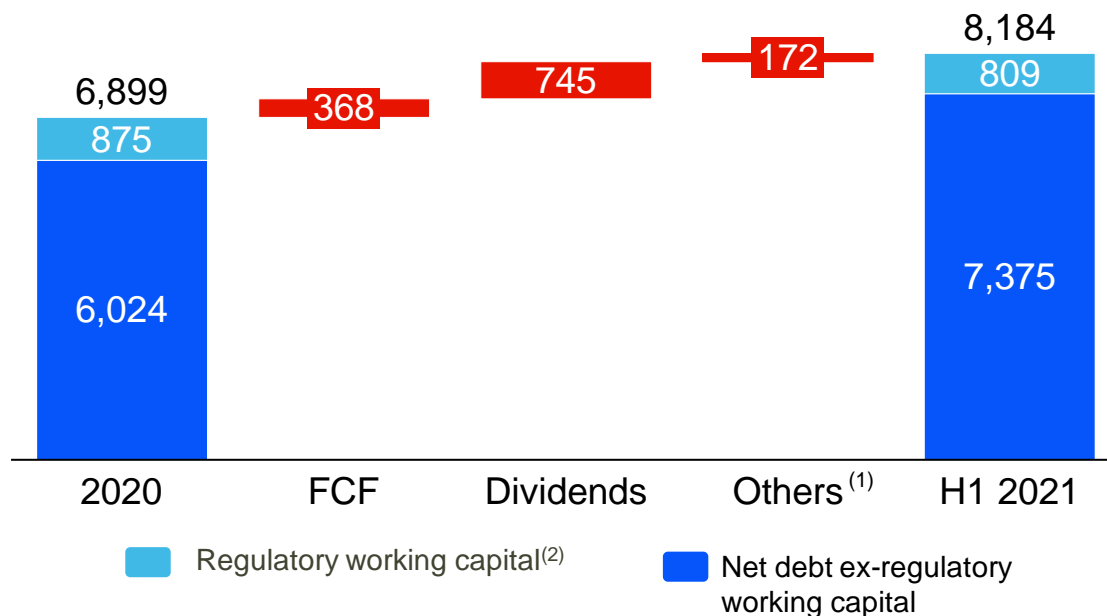 6,899
875
6,024
368
745
172
8,184
809
7,375
2020 FCF Dividends Others (1) H1 2021
Regulatory working capital(2)
Net debt ex-regulatory
working capital